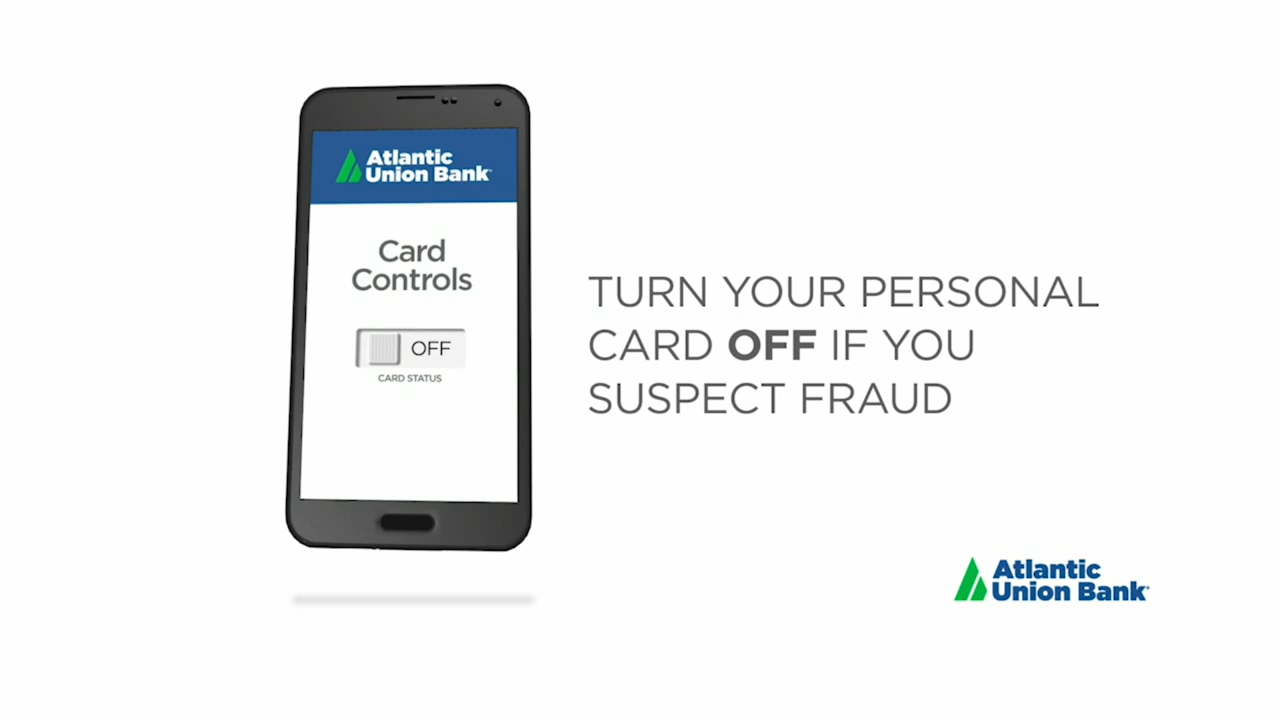 Atlantic
Union Bank
Card
Controls
OFF
CARD STATUS
TURN YOUR PERSONAL
CARD OFF IF YOU
SUSPECT FRAUD
Atlantic
Union Bank